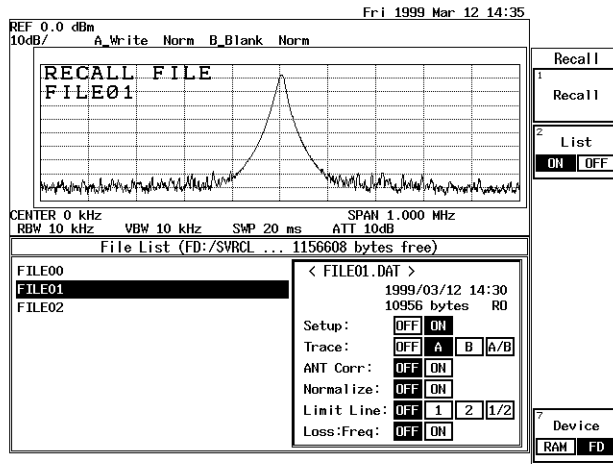 Fri 1999 Mar 12 14:35
REF 0.0 dBm
10dB/ A_Write Norm B_Blank Norm
RECALL FILE
FILE01
CENTER 0 kHz SPAN 1.000 MHz
RBW 10 kHz VBW 10 kHz SWP 20 ms ATT 10dB
File List (FD:/SVRCL ... 1156608 bytes free)
FILE00
FILE01
FILE02
< FILE01.DAT >
1999/03/12 14:30
10956 bytes RO
Setup: OFF ON
Trace: OFF A B A/B
ANT Corr: OFF ON
Normalize: OFF ON
Limit Line: OFF 1 2 1/2
Loss:Freq: OFF ON
Recall
1
Recall
2
List
ON OFF
7
Device
RAM FD